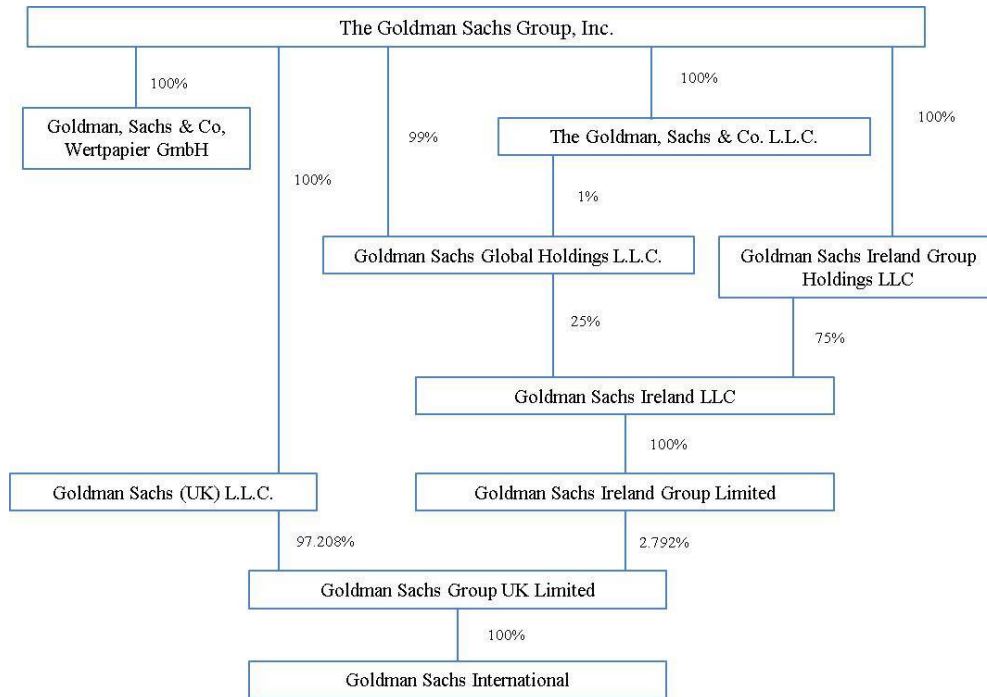 The Goldman Sachs Group, Inc.
100%
100%
Goldman, Sachs & Co,
Wertpapier GmbH
99%
The Goldman, Sachs & Co. L.L.C.
100%
100%
1%
Goldman Sachs Global Holdings L.L.C.
Goldman Sachs Ireland Group
Holdings LLC
25%
75%
Goldman Sachs Ireland LLC
100%
Goldman Sachs (UK) L.L.C.
Goldman Sachs Ireland Group Limited
97.208%
2.792%
Goldman Sachs Group UK Limited
100%
Goldman Sachs International